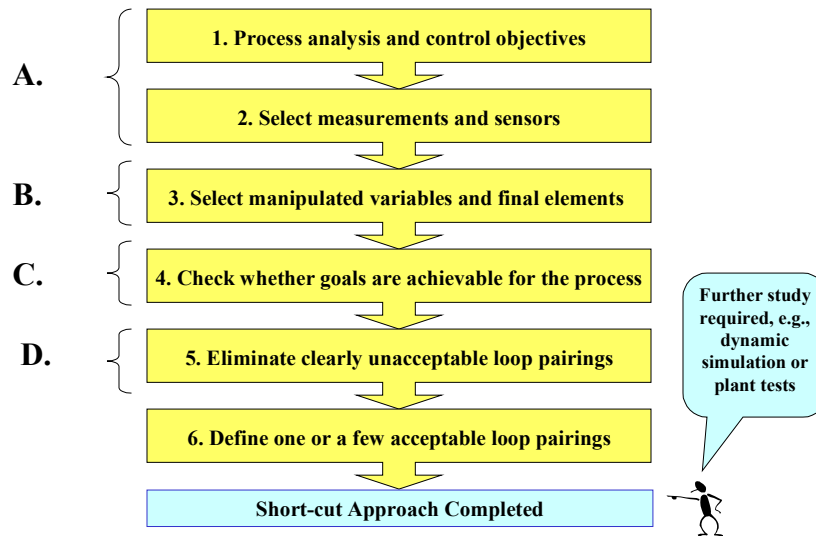 A.
1. Process analysis and control objectives
2. Select measurements and sensors
B.
3. Select manipulated variables and final elements
C.
4. Check whether goals are achievable for the process
D.
5. Eliminate clearly unacceptable loop pairings
6. Define one or a few acceptable loop pairings
Short-cut Approach Completed
Further study
required, e.g.,
dynamic
simulation or
plant tests